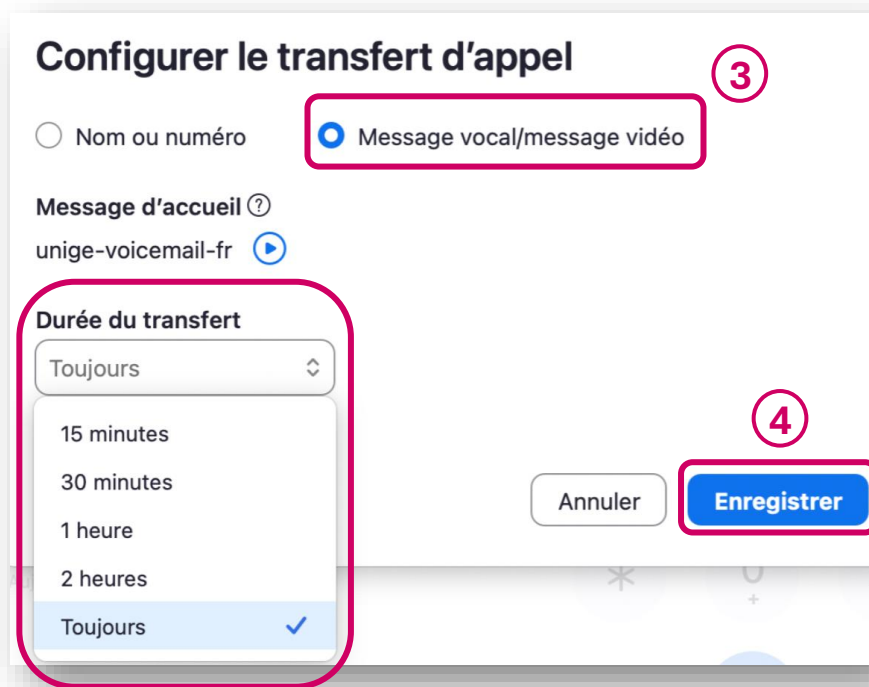 Configurer le transfert d’appel
3
Nom ou numéro
Message vocal/message vidéo
Message d’accueil ?
unige-voicemail-fr
Durée du transfert
Toujours
15 minutes
30 minutes
1 heure
2 heures
Toujours
4
Annuler
Enregistrer
* 0
+